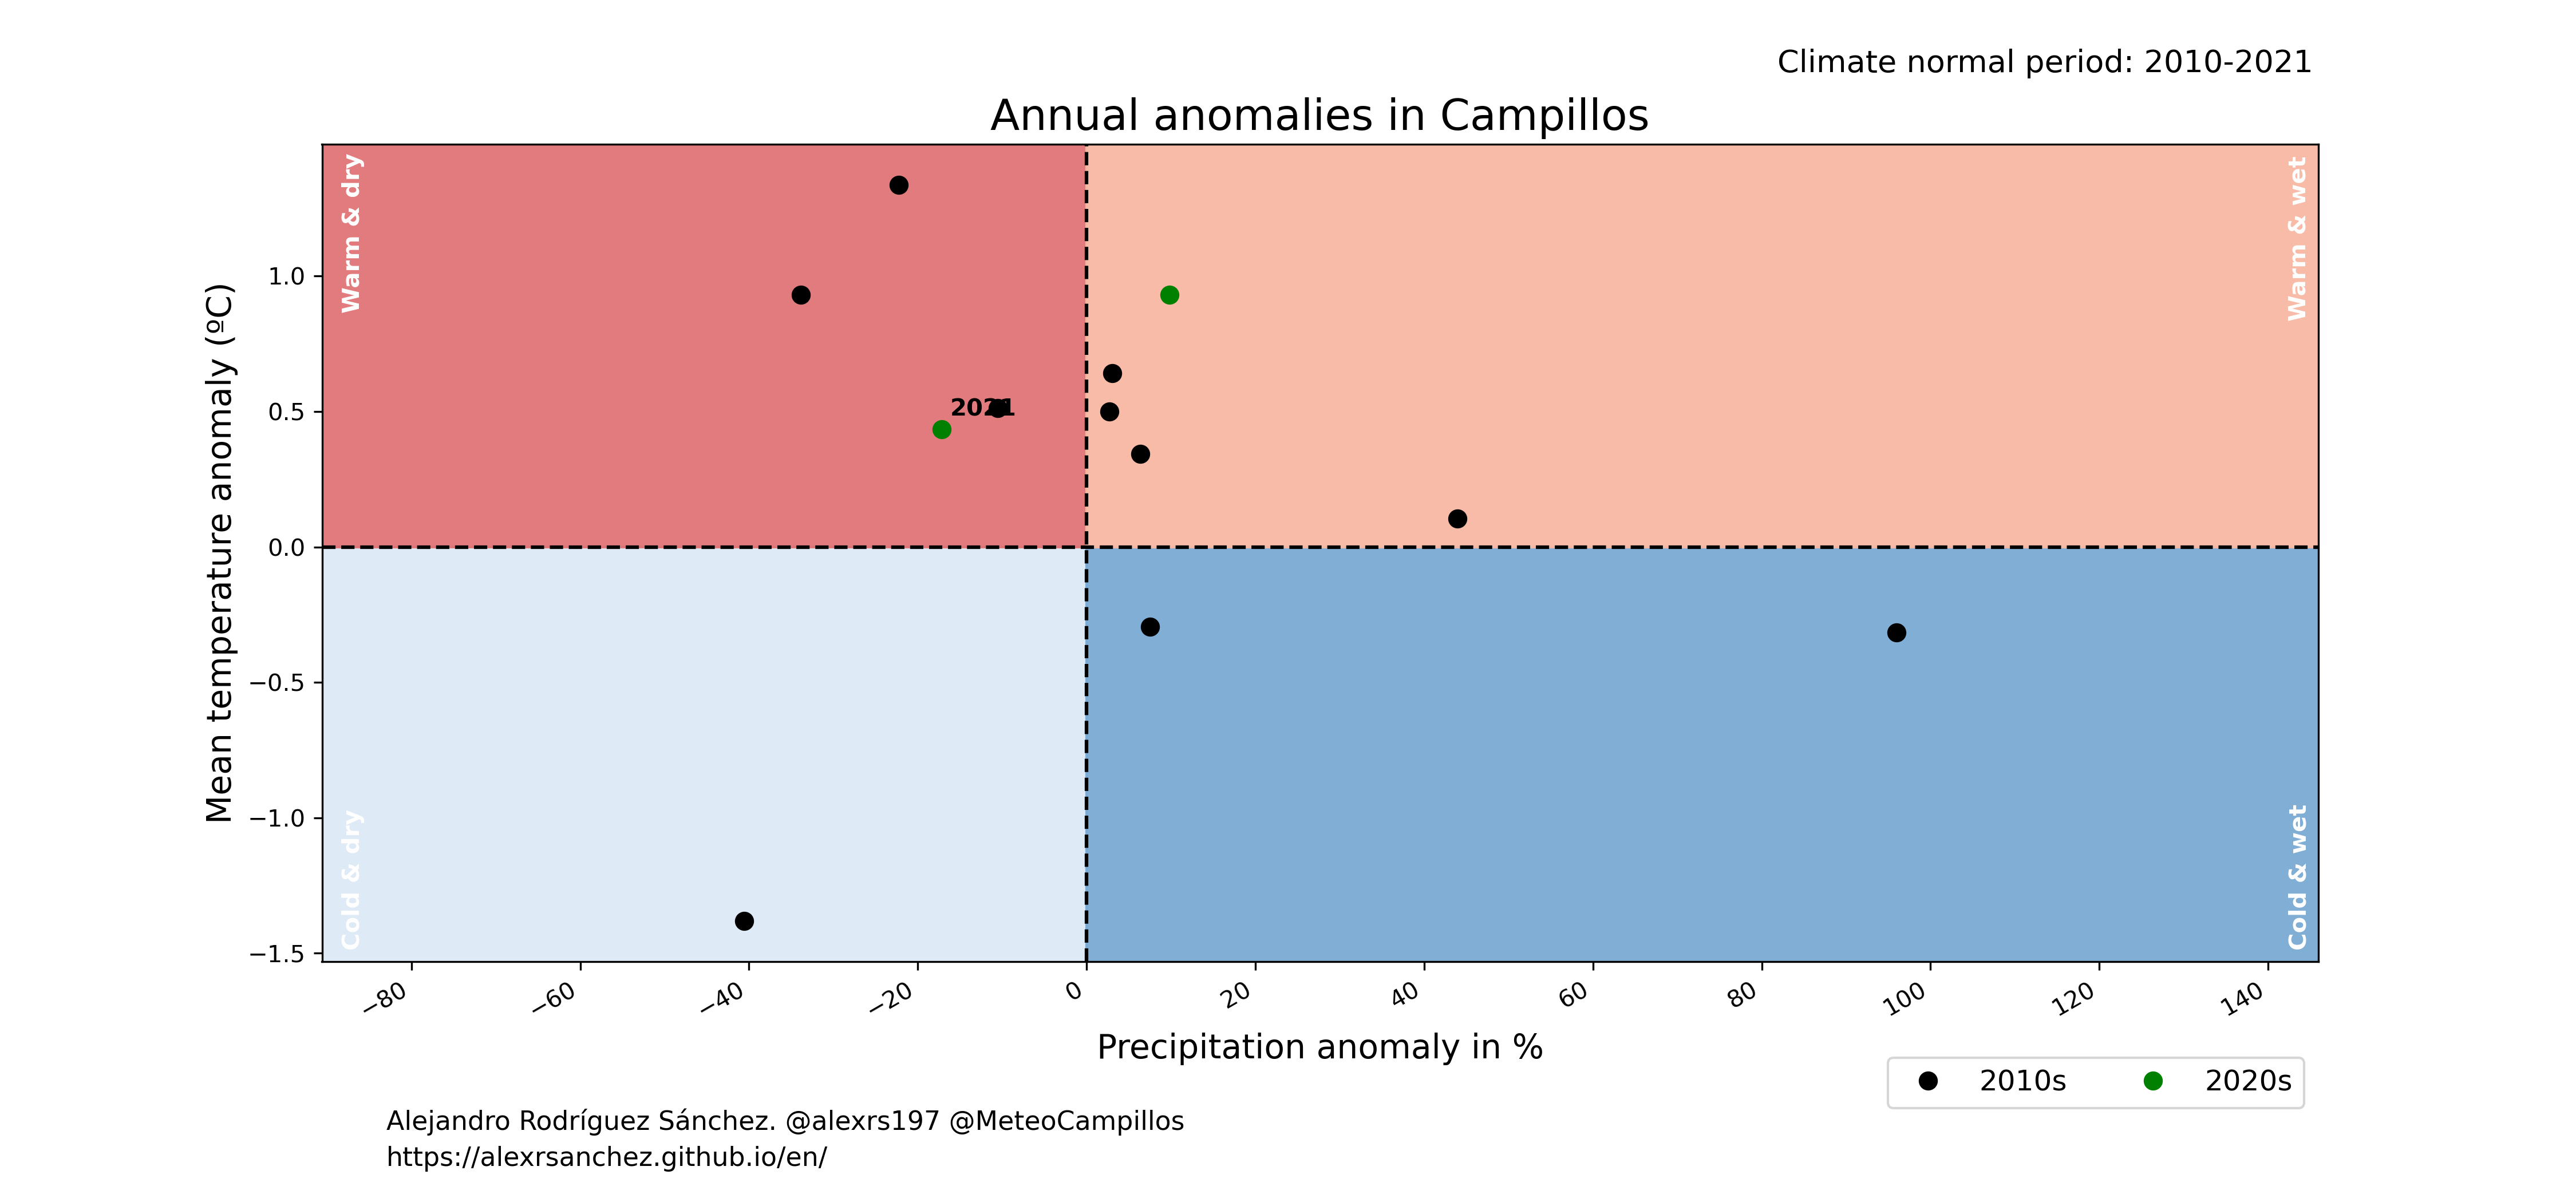 Climate normal period: 2010-2021
Annual anomalies in Campillos
Warm & dry
Warm & wet
Mean temperature anomaly (ºC)
1.0
0.5
0.0
−0.5
−1.0
−1.5
2021
Cold & dry
Cold & wet
−80
−60
−40
−20
0
20
40
60
80
100
120
140
Precipitation anomaly in %
2010s
2020s
Alejandro Rodríguez Sánchez. @alexrs197 @MeteoCampillos
https://alexrsanchez.github.io/en/